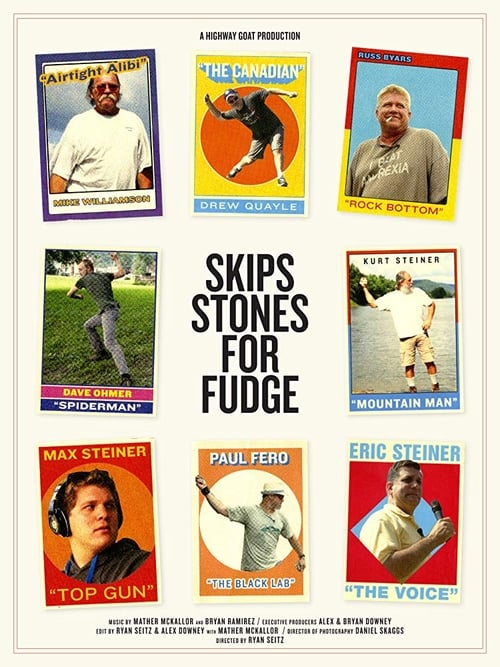 A HIGHWAY GOAT PRODUCTION
"Airtight Alibi"
MIKE WILLIAMSON
"THE CANADIAN"
DREW QUAYLE
RUSS BYARS
I BEAT
ANOREXIA
"ROCK BOTTOM"
DAVE OHMER
"SPIDERMAN"
SKIPS
STONES
FOR
FUDGE
KURT STEINER
"MOUNTAIN MAN"
MAX STEINER
"TOP GUN"
PAUL FERO
"THE BLACK LAB"
ERIC STEINER
"THE VOICE"
MUSIC BY MATHER MCKALLOR AND BRYAN RAMIREZ / EXECUTIVE PRODUCERS ALEX & BRYAN DOWNEY
EDIT BY RYAN SEITZ & ALEX DOWNEY WITH MATHER MCKALLOR / DIRECTOR OF PHOTOGRAPHY DANIEL SKAGGS
DIRECTED BY RYAN SEITZ